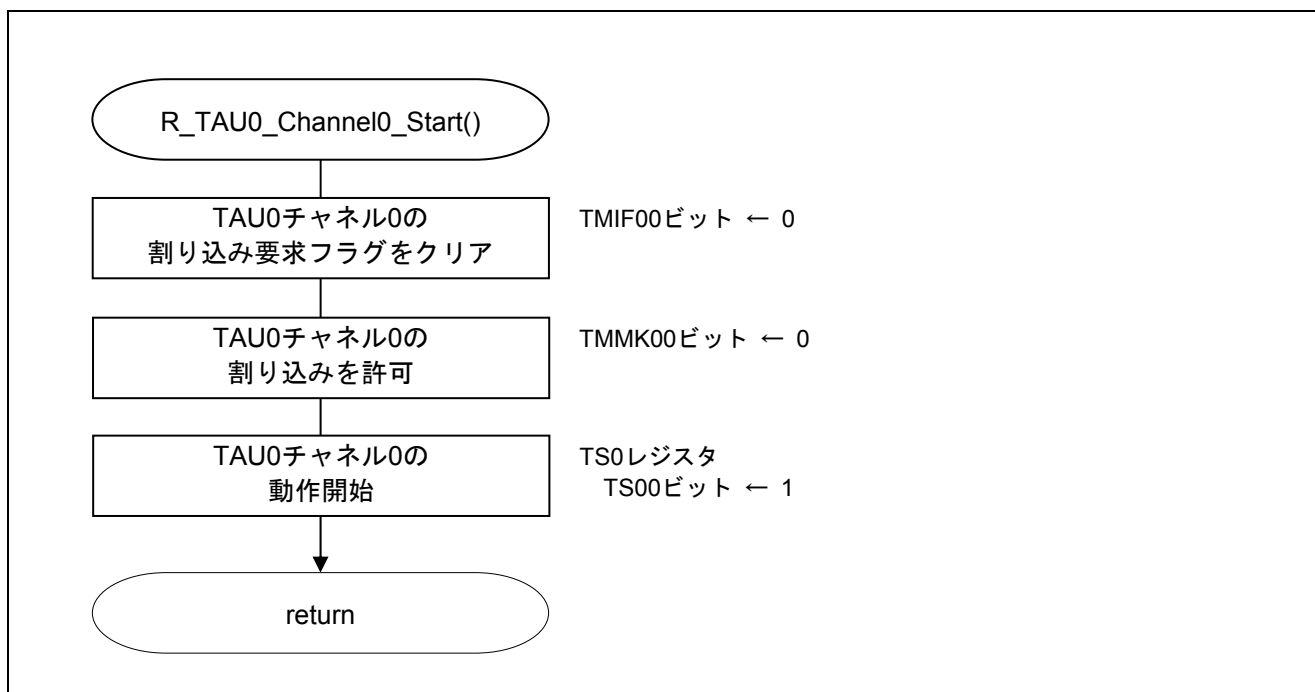 R_TAU0_Channel0_Start()
TAU0チャネル0の
割り込み要求フラグをクリア
TMIF00ビット ← 0
TAU0チャネル0の
割り込みを許可
TMMK00ビット ← 0
TAU0チャネル0の
動作開始
TS0レジスタ
TS00ビット ← 1
return